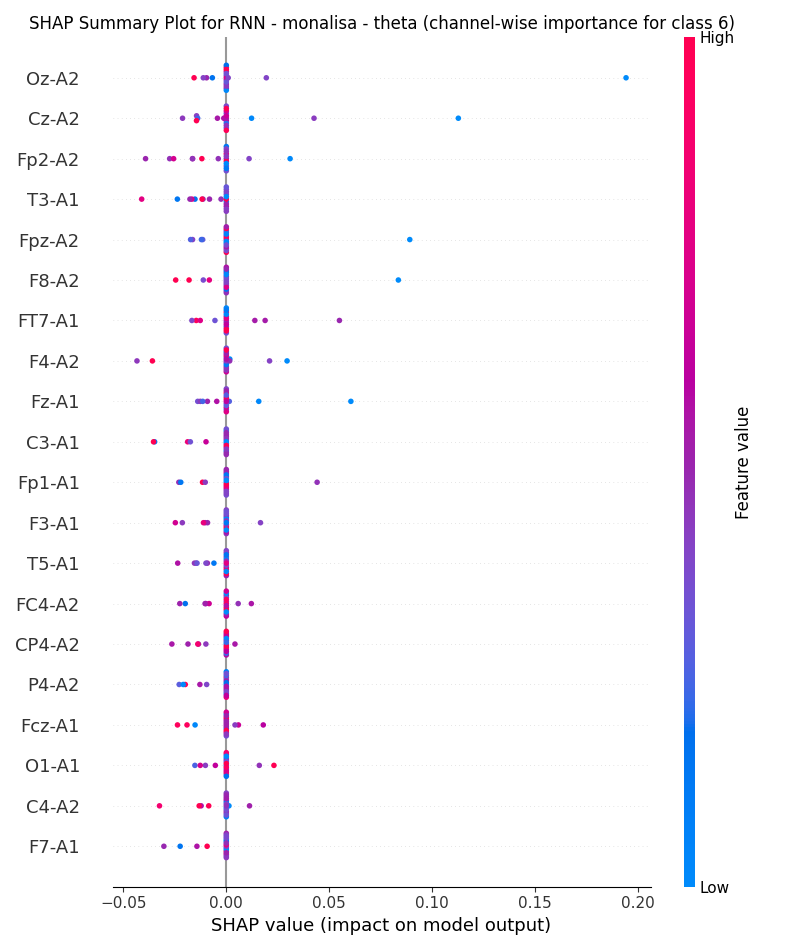 SHAP Summary Plot for RNN - monalisa - theta (channel-wise importance for class 6)
High
Oz-A2
Cz-A2
Fp2-A2
T3-A1
Fpz-A2
F8-A2
FT7-A1
F4-A2
Fz-A1
C3-A1
Fp1-A1
F3-A1
T5-A1
FC4-A2
CP4-A2
P4-A2
Fcz-A1
O1-A1
C4-A2
F7-A1
Feature value
Low
−0.05 0.00 0.05 0.10 0.15 0.20
SHAP value (impact on model output)